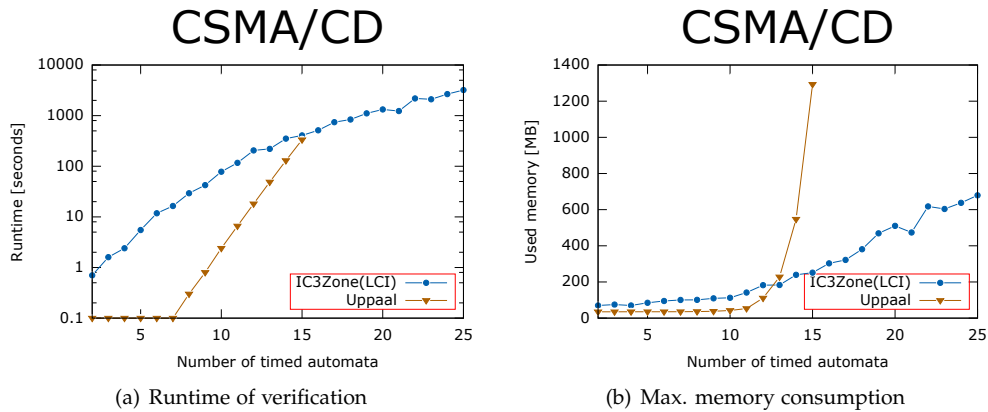 CSMA/CD
10000
1000
100
10
1
0.1
Runtime [seconds]
5
10
15
20
25
Number of timed automata
IC3Zone(LCI)
Uppaal
(a) Runtime of verification
CSMA/CD
1400
1200
1000
800
600
400
200
0
Used memory [MB]
5
10
15
20
25
Number of timed automata
IC3Zone(LCI)
Uppaal
(b) Max. memory consumption